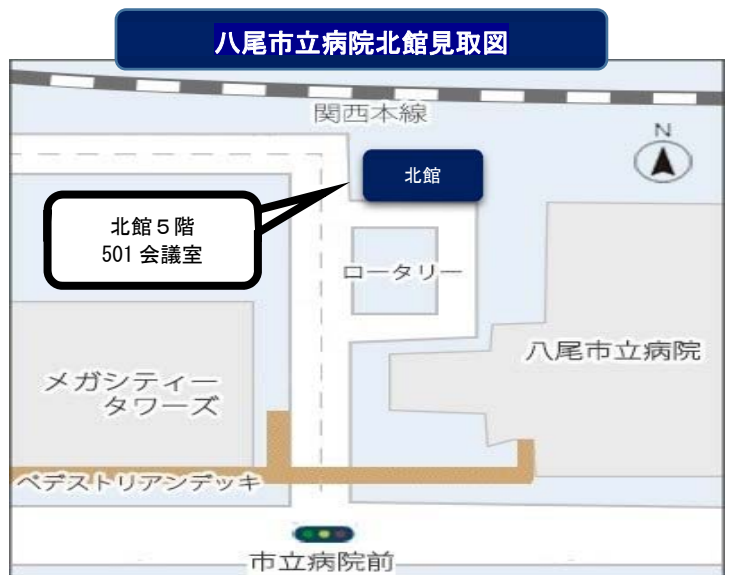 八尾市立病院北館見取図
関西本線
N
北館
北館５階
501 会議室
ロータリー
八尾市立病院
メガシティー
タワーズ
ペデストリアンデッキ
市立病院前